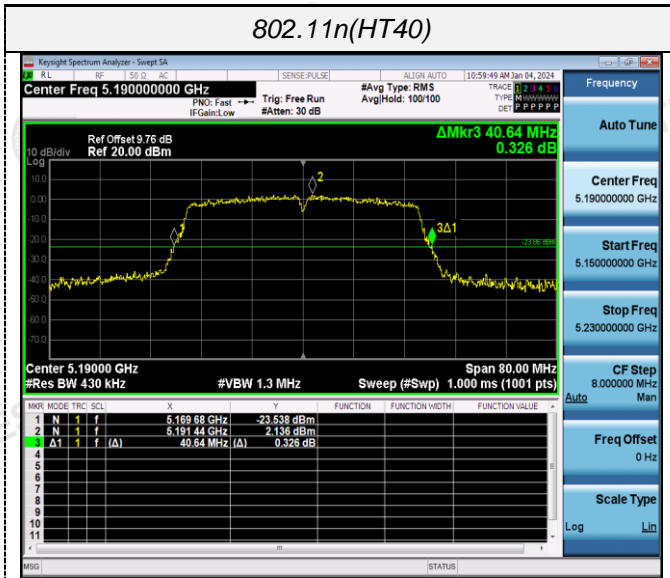 802.11n(HT40)
Keysight Spectrum Analyzer - Swept SA
RL RF 50 Ω AC SENSE:PULSE ALIGN AUTO 10:59:49 AM Jan 04, 2024
Center Freq 5.190000000 GHz
PNO: Fast
IFGain:Low
Trig: Free Run
#Atten: 30 dB
#Avg Type: RMS
Avg|Hold: 100/100
TRACE 1 2 3 4 5 6
TYPE M W W W W W
DET P P P P P P
Ref Offset 9.76 dB
10 dB/div Ref 20.00 dBm
Log
ΔMkr3 40.64 MHz
0.326 dB
10.0
0.00
-10.0
-20.0
-30.0
-40.0
-50.0
-60.0
-70.0
1
2
3Δ1
-23.86 dBm
Center 5.19000 GHz Span 80.00 MHz
#Res BW 430 kHz #VBW 1.3 MHz Sweep (#Swp) 1.000 ms (1001 pts)
MKR MODE TRC SCL X Y FUNCTION FUNCTION WIDTH FUNCTION VALUE
1 N 1 f 5.169 68 GHz -23.538 dBm
2 N 1 f 5.191 44 GHz 2.136 dBm
3 Δ1 1 f (Δ) 40.64 MHz (Δ) 0.326 dB
4
5
6
7
8
9
10
11
MSG STATUS
Frequency
Auto Tune
Center Freq
5.190000000 GHz
Start Freq
5.150000000 GHz
Stop Freq
5.230000000 GHz
CF Step
8.000000 MHz
Auto Man
Freq Offset
0 Hz
Scale Type
Log Lin